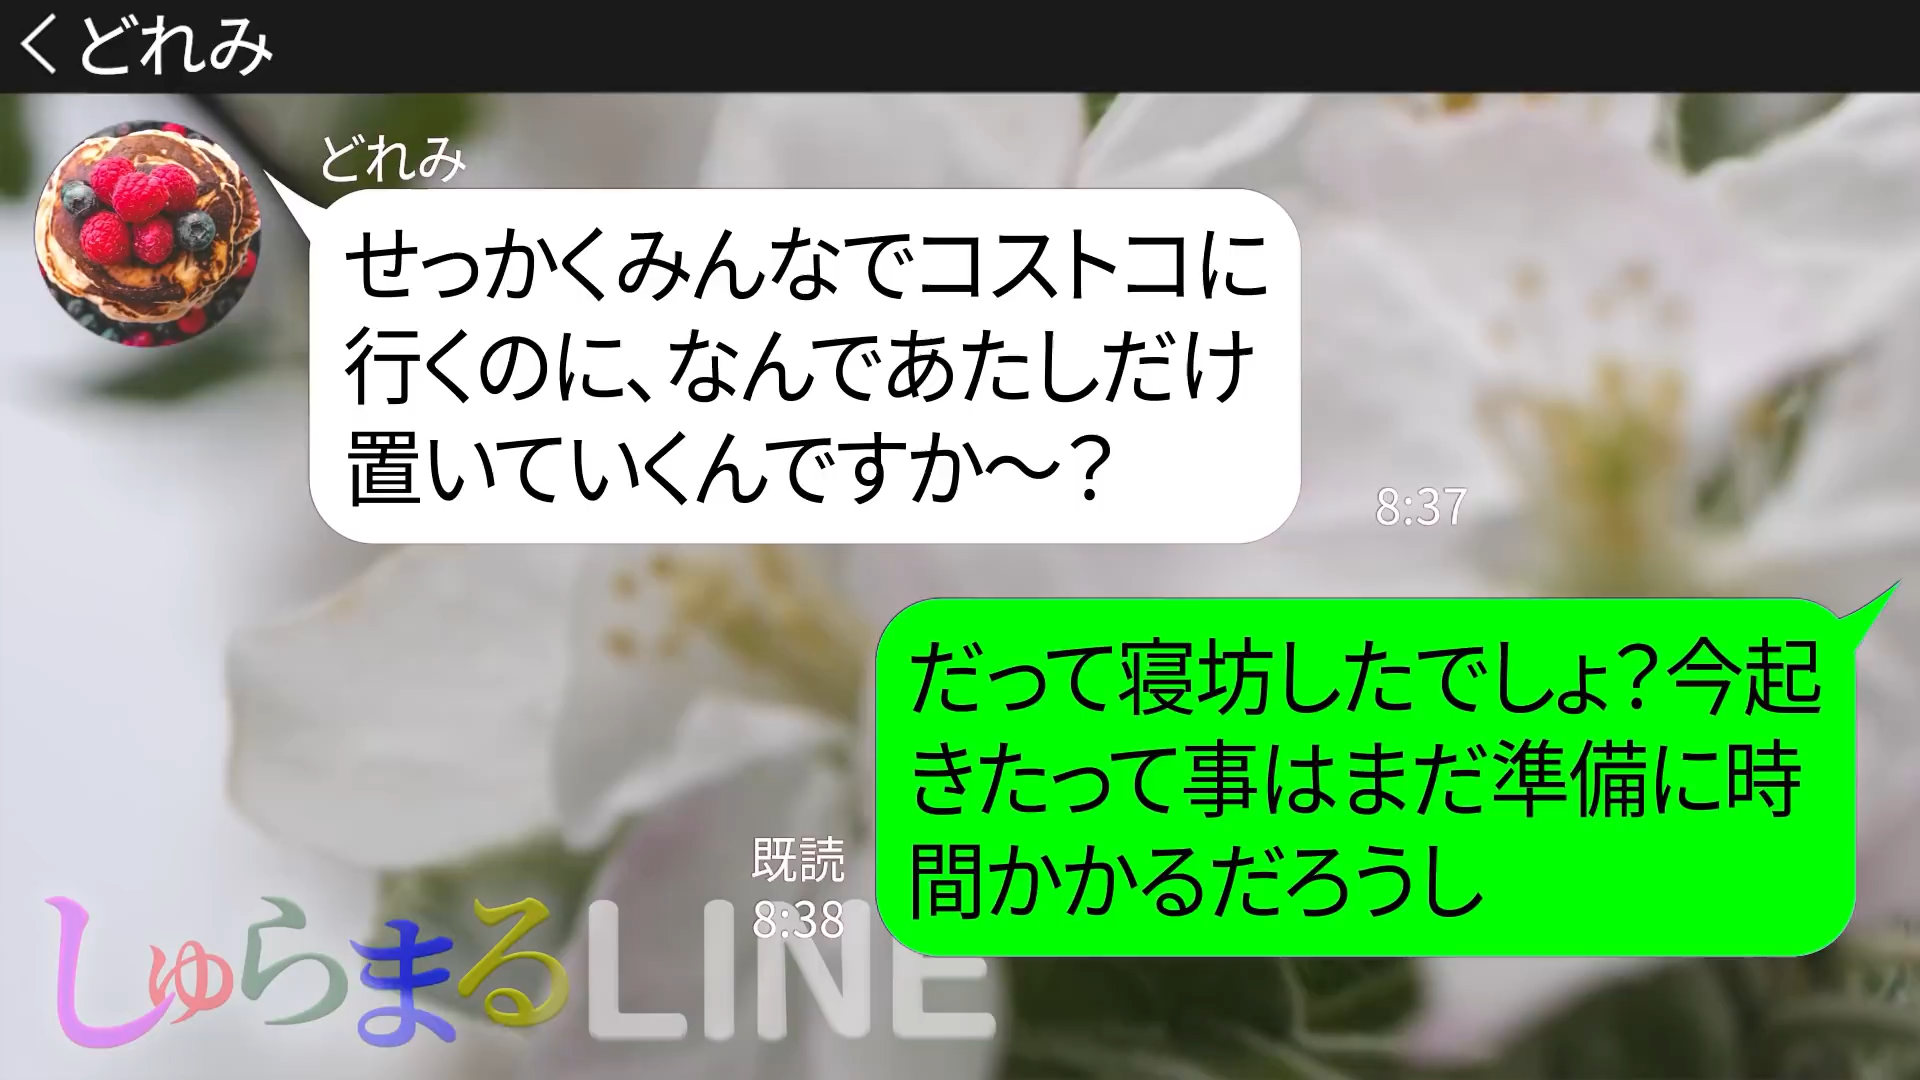 どれみ
どれみ
せっかくみんなでコストコに
行くのに、なんであたしだけ
置いていくんですか～？
8:37
だって寝坊したでしょ？今起
きたって事はまだ準備に時
間かかるだろうし
既読
8:38
しゅらまるLINE